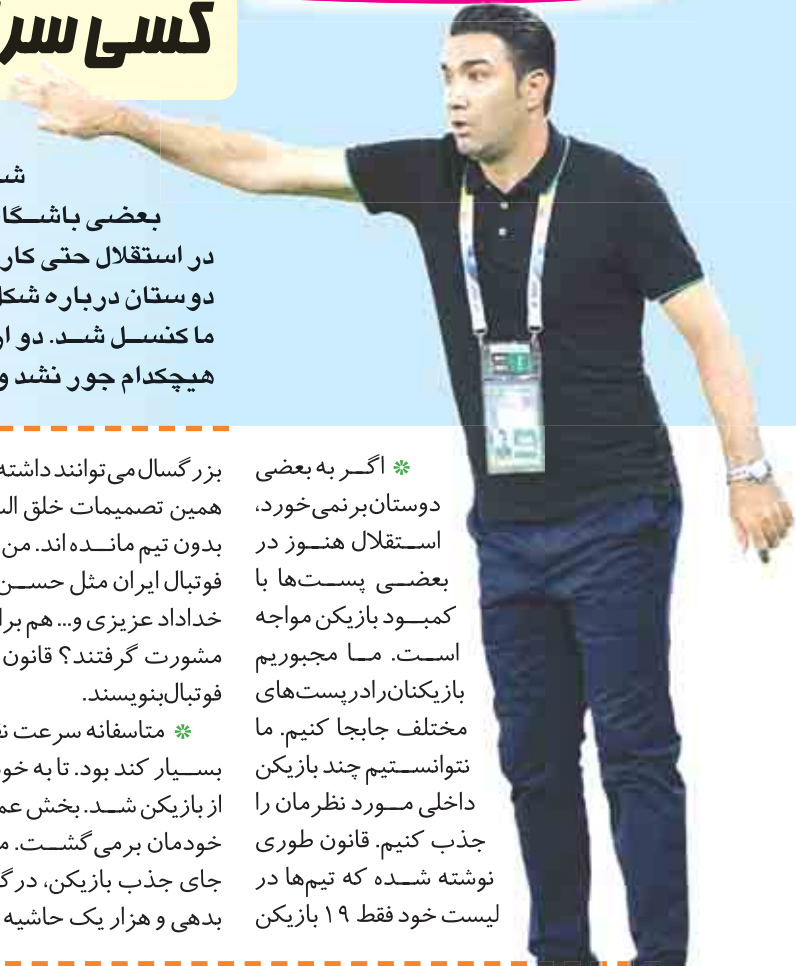 کسی سر
ش
بعضی باشگا
در استقلال حتی کار
دوستان درباره شکل
ما کنسل شد. دو ار
هیچکدام جور نشد و
❊ اگر به بعضی
دوستان برنمی‌خورد،
استقلال هنوز در
بعضی پست‌ها با
کمبود بازیکن مواجه
است. ما مجبوریم
بازیکنان را در پست‌های
مختلف جابجا کنیم. ما
نتوانستیم چند بازیکن
داخلی مورد نظرمان را
جذب کنیم. قانون طوری
نوشته شده که تیم‌ها در
لیست خود فقط ۱۹ بازیکن
بزرگسال می‌توانند داشته
همین تصمیمات خلق الس
بدون تیم مانده‌اند. من
فوتبال ایران مثل حسن
خداداد عزیزی و... هم برا
مشورت گرفتند؟ قانون
فوتبال بنویسند.
❊ متاسفانه سرعت نق
بسیار کند بود. تا به خود
از بازیکن شد. بخش عم
خودمان برمی‌گشت. م
جای جذب بازیکن، درگ
بدهی و هزار یک حاشیه